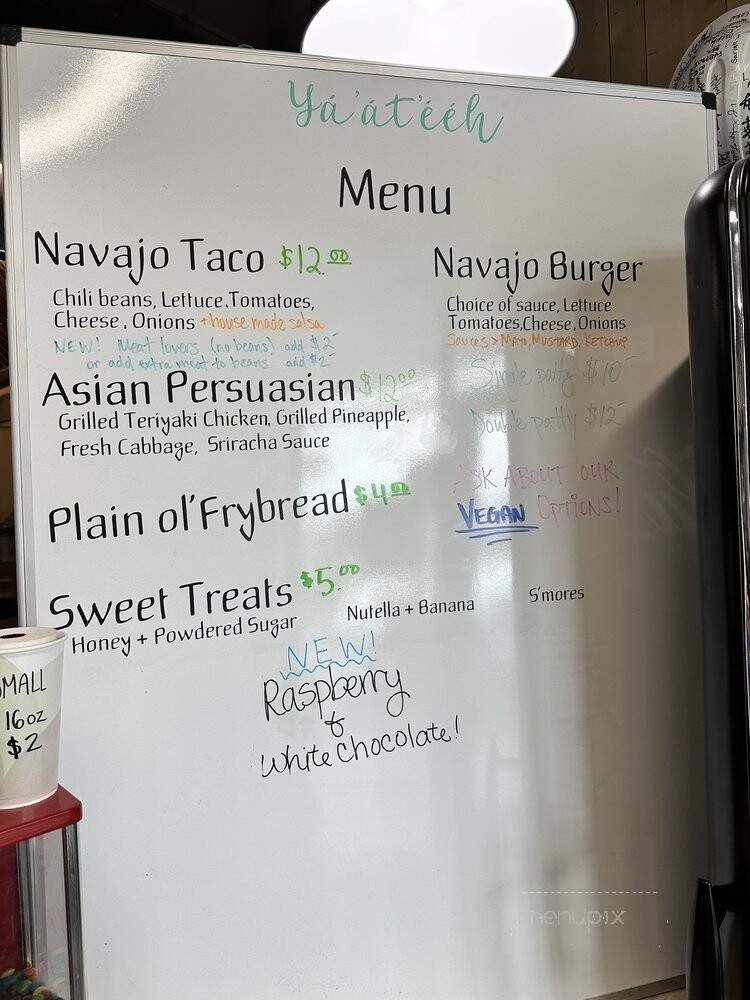 Yá'át'ééh
Menu
Navajo Taco $12.00
Chili beans, Lettuce, Tomatoes,
Cheese, Onions + house made salsa
NEW! Meat lovers (no beans) add $2-
or add extra meat to beans add $2-
Asian Persuasian $12.00
Grilled Teriyaki Chicken, Grilled Pineapple,
Fresh Cabbage, Sriracha Sauce
Plain ol' Frybread $4.00
Sweet Treats $5.00
Honey + Powdered Sugar
Nutella + Banana
S'mores
NEW!
Raspberry
&
White Chocolate!
Navajo Burger
Choice of sauce, Lettuce
Tomatoes, Cheese, Onions
Sauces > MAYO, MUSTARD, KETCHUP
Single patty $10-
Double patty $12-
ASK ABOUT OUR
VEGAN OPTIONS!
SMALL
16oz
$2
menupix